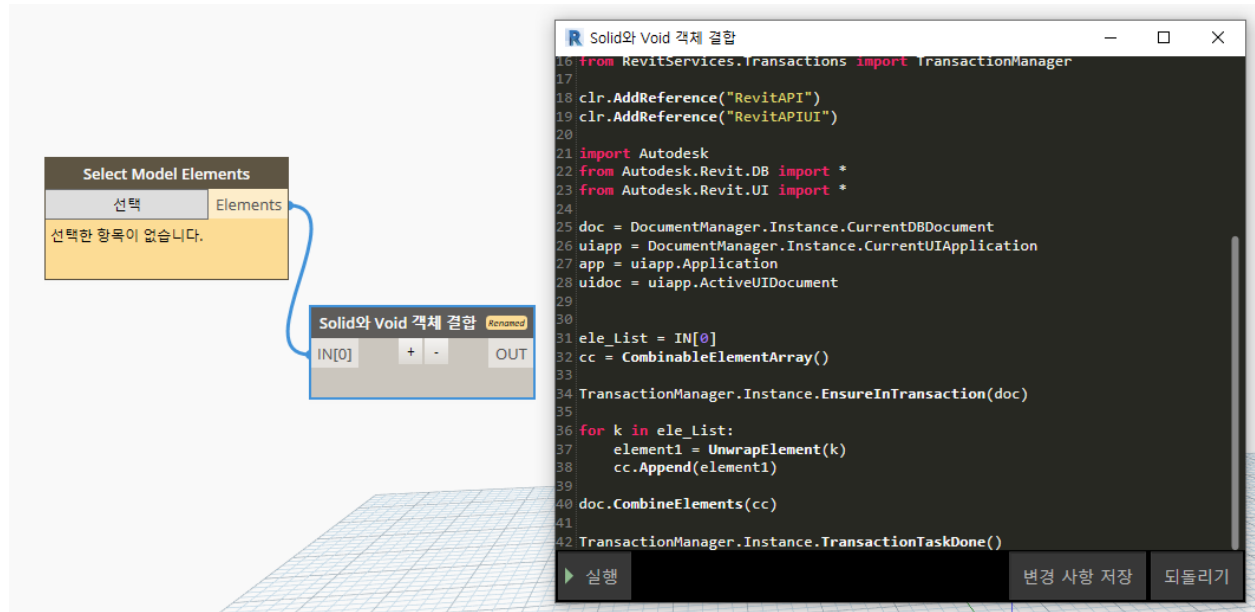 Solid와 Void 객체 결합
16 from RevitServices.Transactions import TransactionManager
17
18 clr.AddReference("RevitAPI")
19 clr.AddReference("RevitAPIUI")
20
21 import Autodesk
22 from Autodesk.Revit.DB import *
23 from Autodesk.Revit.UI import *
24
25 doc = DocumentManager.Instance.CurrentDBDocument
26 uiapp = DocumentManager.Instance.CurrentUIApplication
27 app = uiapp.Application
28 uidoc = uiapp.ActiveUIDocument
29
30
31 ele_List = IN[0]
32 cc = CombinableElementArray()
33
34 TransactionManager.Instance.EnsureInTransaction(doc)
35
36 for k in ele_List:
37     element1 = UnwrapElement(k)
38     cc.Append(element1)
39
40 doc.CombineElements(cc)
41
42 TransactionManager.Instance.TransactionTaskDone()
실행 변경 사항 저장 되돌리기
Select Model Elements
선택 Elements
선택한 항목이 없습니다.
Solid와 Void 객체 결합 Renamed
IN[0] + - OUT